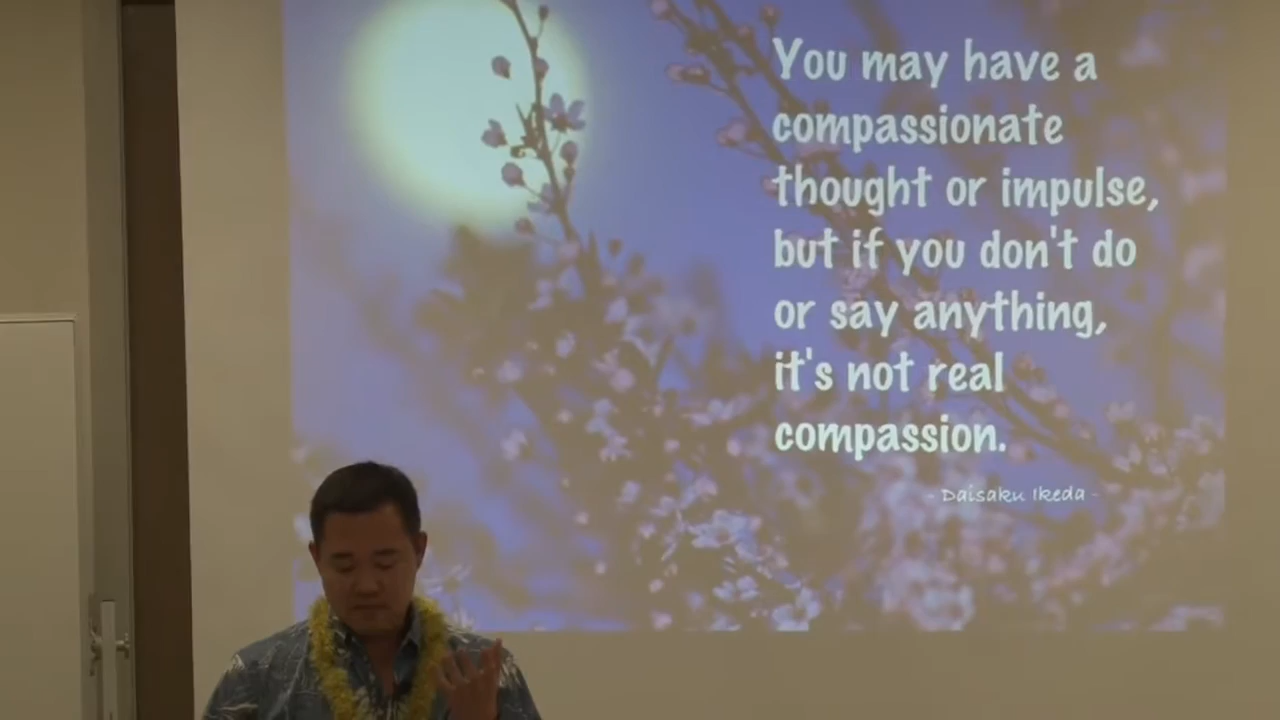 You may have a
compassionate
thought or impulse,
but if you don't do
or say anything,
it's not real
compassion.
- Daisaku Ikeda -